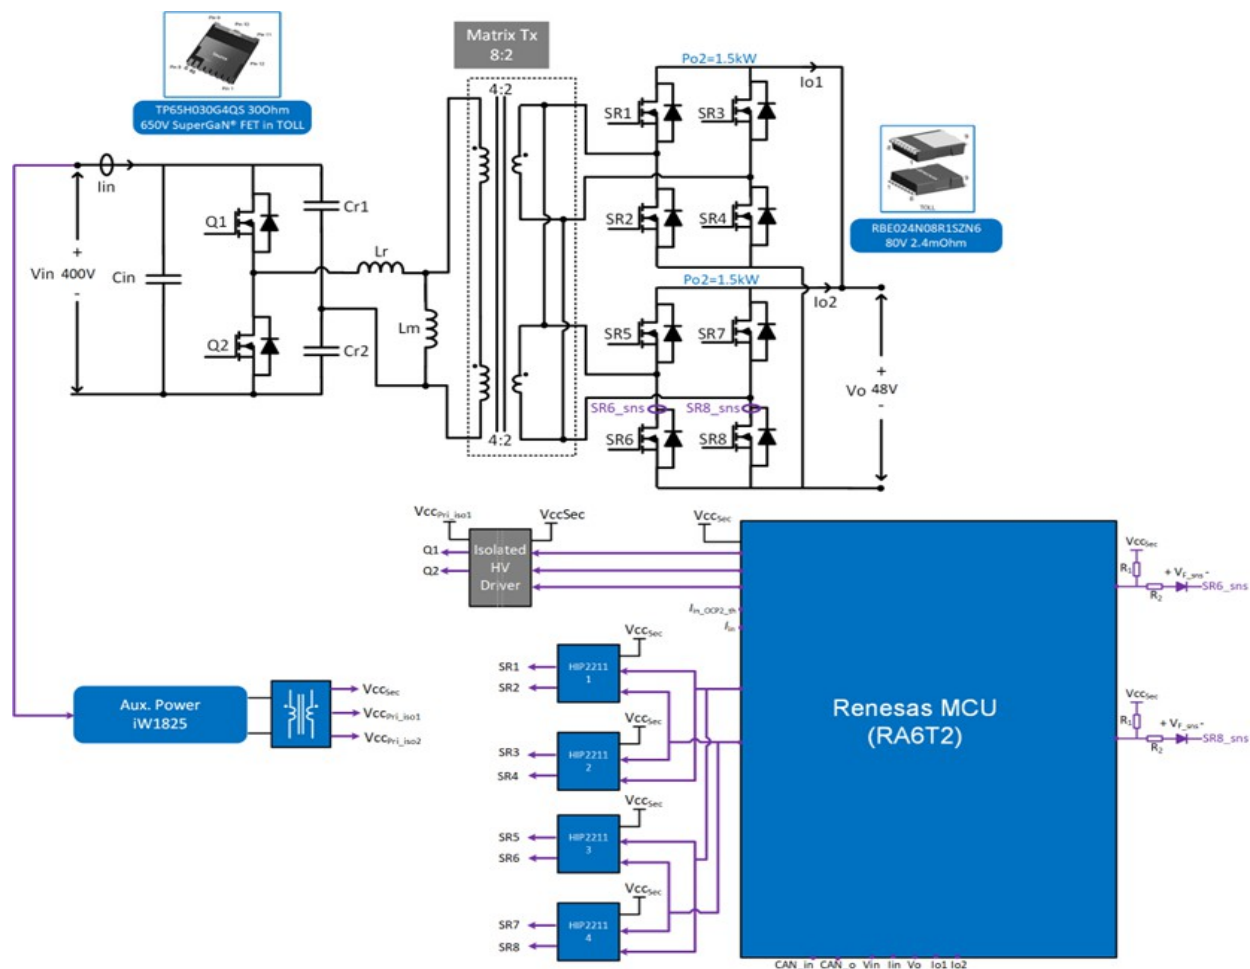 Matrix Tx
8:2
TP65H030G4QS 30Ohm
650V SuperGaN® FET in TOLL
4:2
Po2=1.5kW
Io1
SR1
SR3
Iin
TOLL
RBE024N08R1SZN6
80V 2.4mOhm
Q1
Cr1
SR2
SR4
Lr
+
Vin 400V
-
Cin
Po2=1.5kW
Io2
Lm
SR5
SR7
Q2
Cr2
+
Vo 48V
-
SR6_sns
SR8_sns
4:2
SR6
SR8
VccPri_iso1
VccSec
VccSec
Q1
Q2
Isolated
HV
Driver
VccSec
R1
+ VF_sns -
R2
SR6_sns
Iin_OCP2_th
Iin
VccSec
SR1
SR2
HIP2211
1
Aux. Power
iW1825
VccSec
VccPri_iso1
VccPri_iso2
Renesas MCU
(RA6T2)
VccSec
R1
+ VF_sns -
R2
SR8_sns
VccSec
SR3
SR4
HIP2211
2
VccSec
SR5
SR6
HIP2211
3
VccSec
SR7
SR8
HIP2211
4
CAN_in CAN_o Vin Iin Vo Io1 Io2